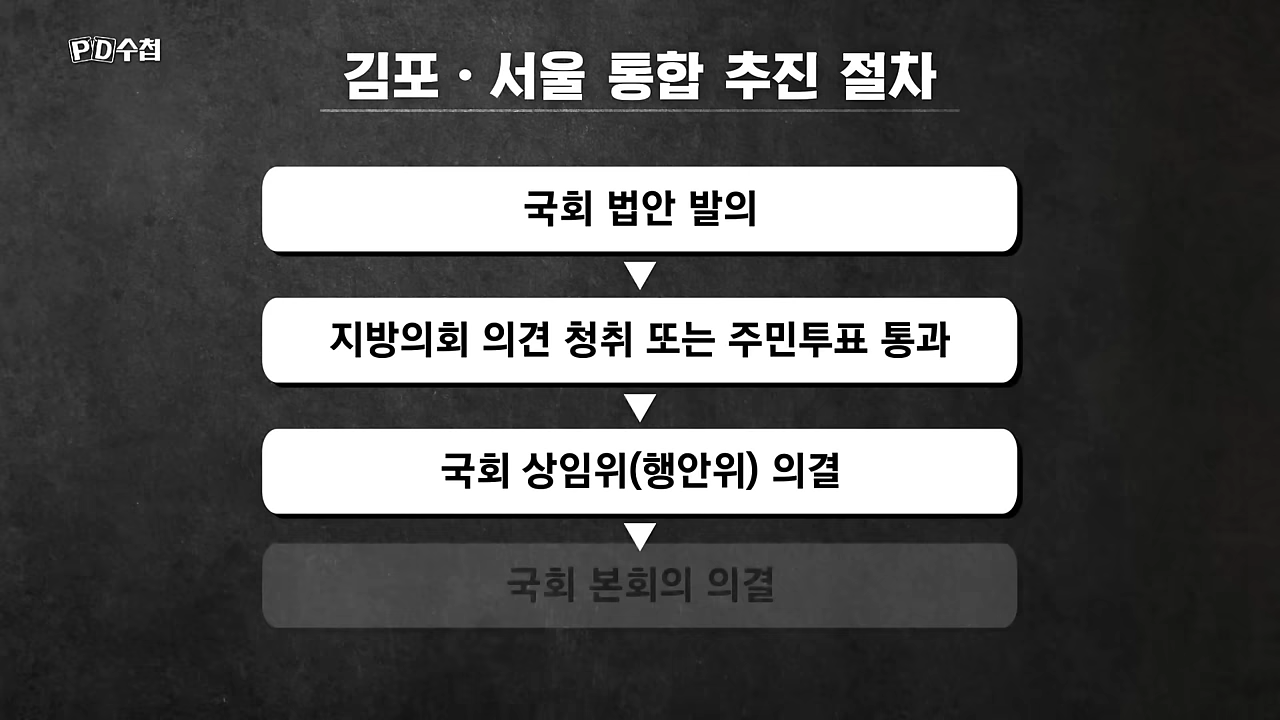 PD수첩
김포·서울 통합 추진 절차
국회 법안 발의
지방의회 의견 청취 또는 주민투표 통과
국회 상임위(행안위) 의결
국회 본회의 의결